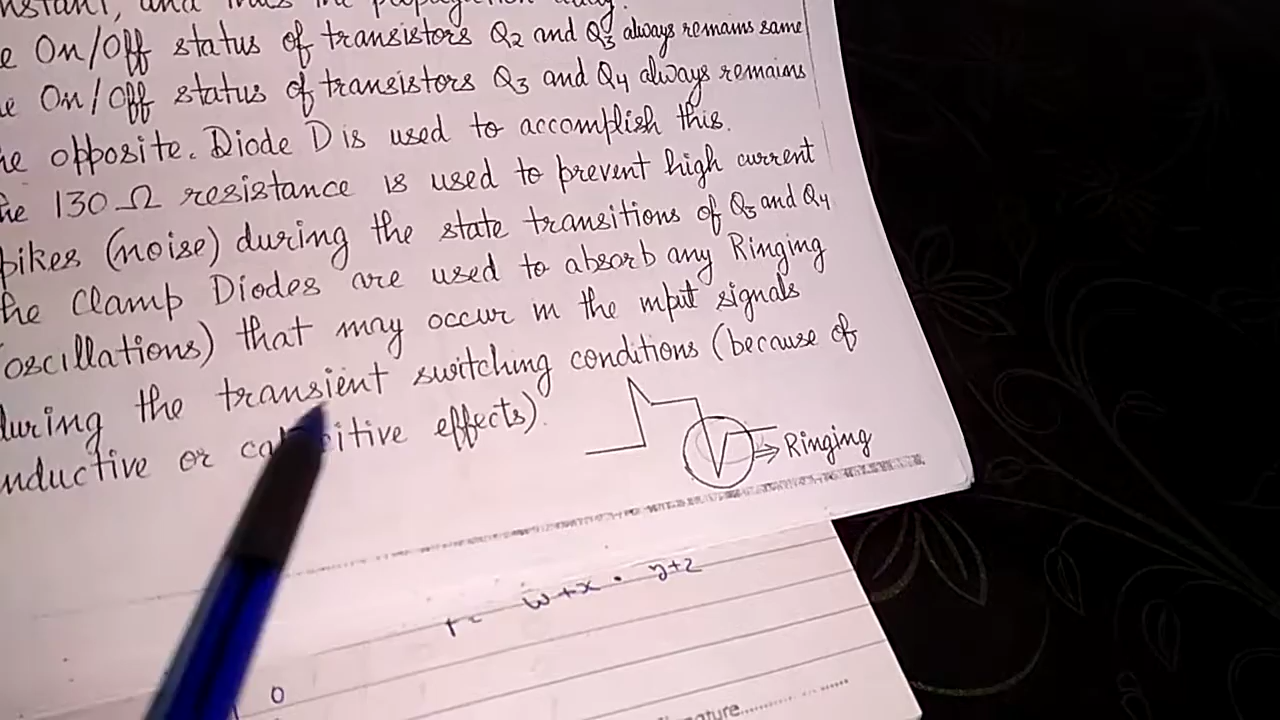 On/Off status of transistors Q2 and Q3 always remains same
On/Off status of transistors Q3 and Q4 always remains
opposite. Diode D is used to accomplish this.
130 Ω resistance is used to prevent high current
pikes (noise) during the state transitions of Q3 and Q4
Clamp Diodes are used to absorb any Ringing
oscillations) that may occur in the input signals
during the transient switching conditions (because of
nductive or capacitive effects).
⇒ Ringing
w+x · y+z
0